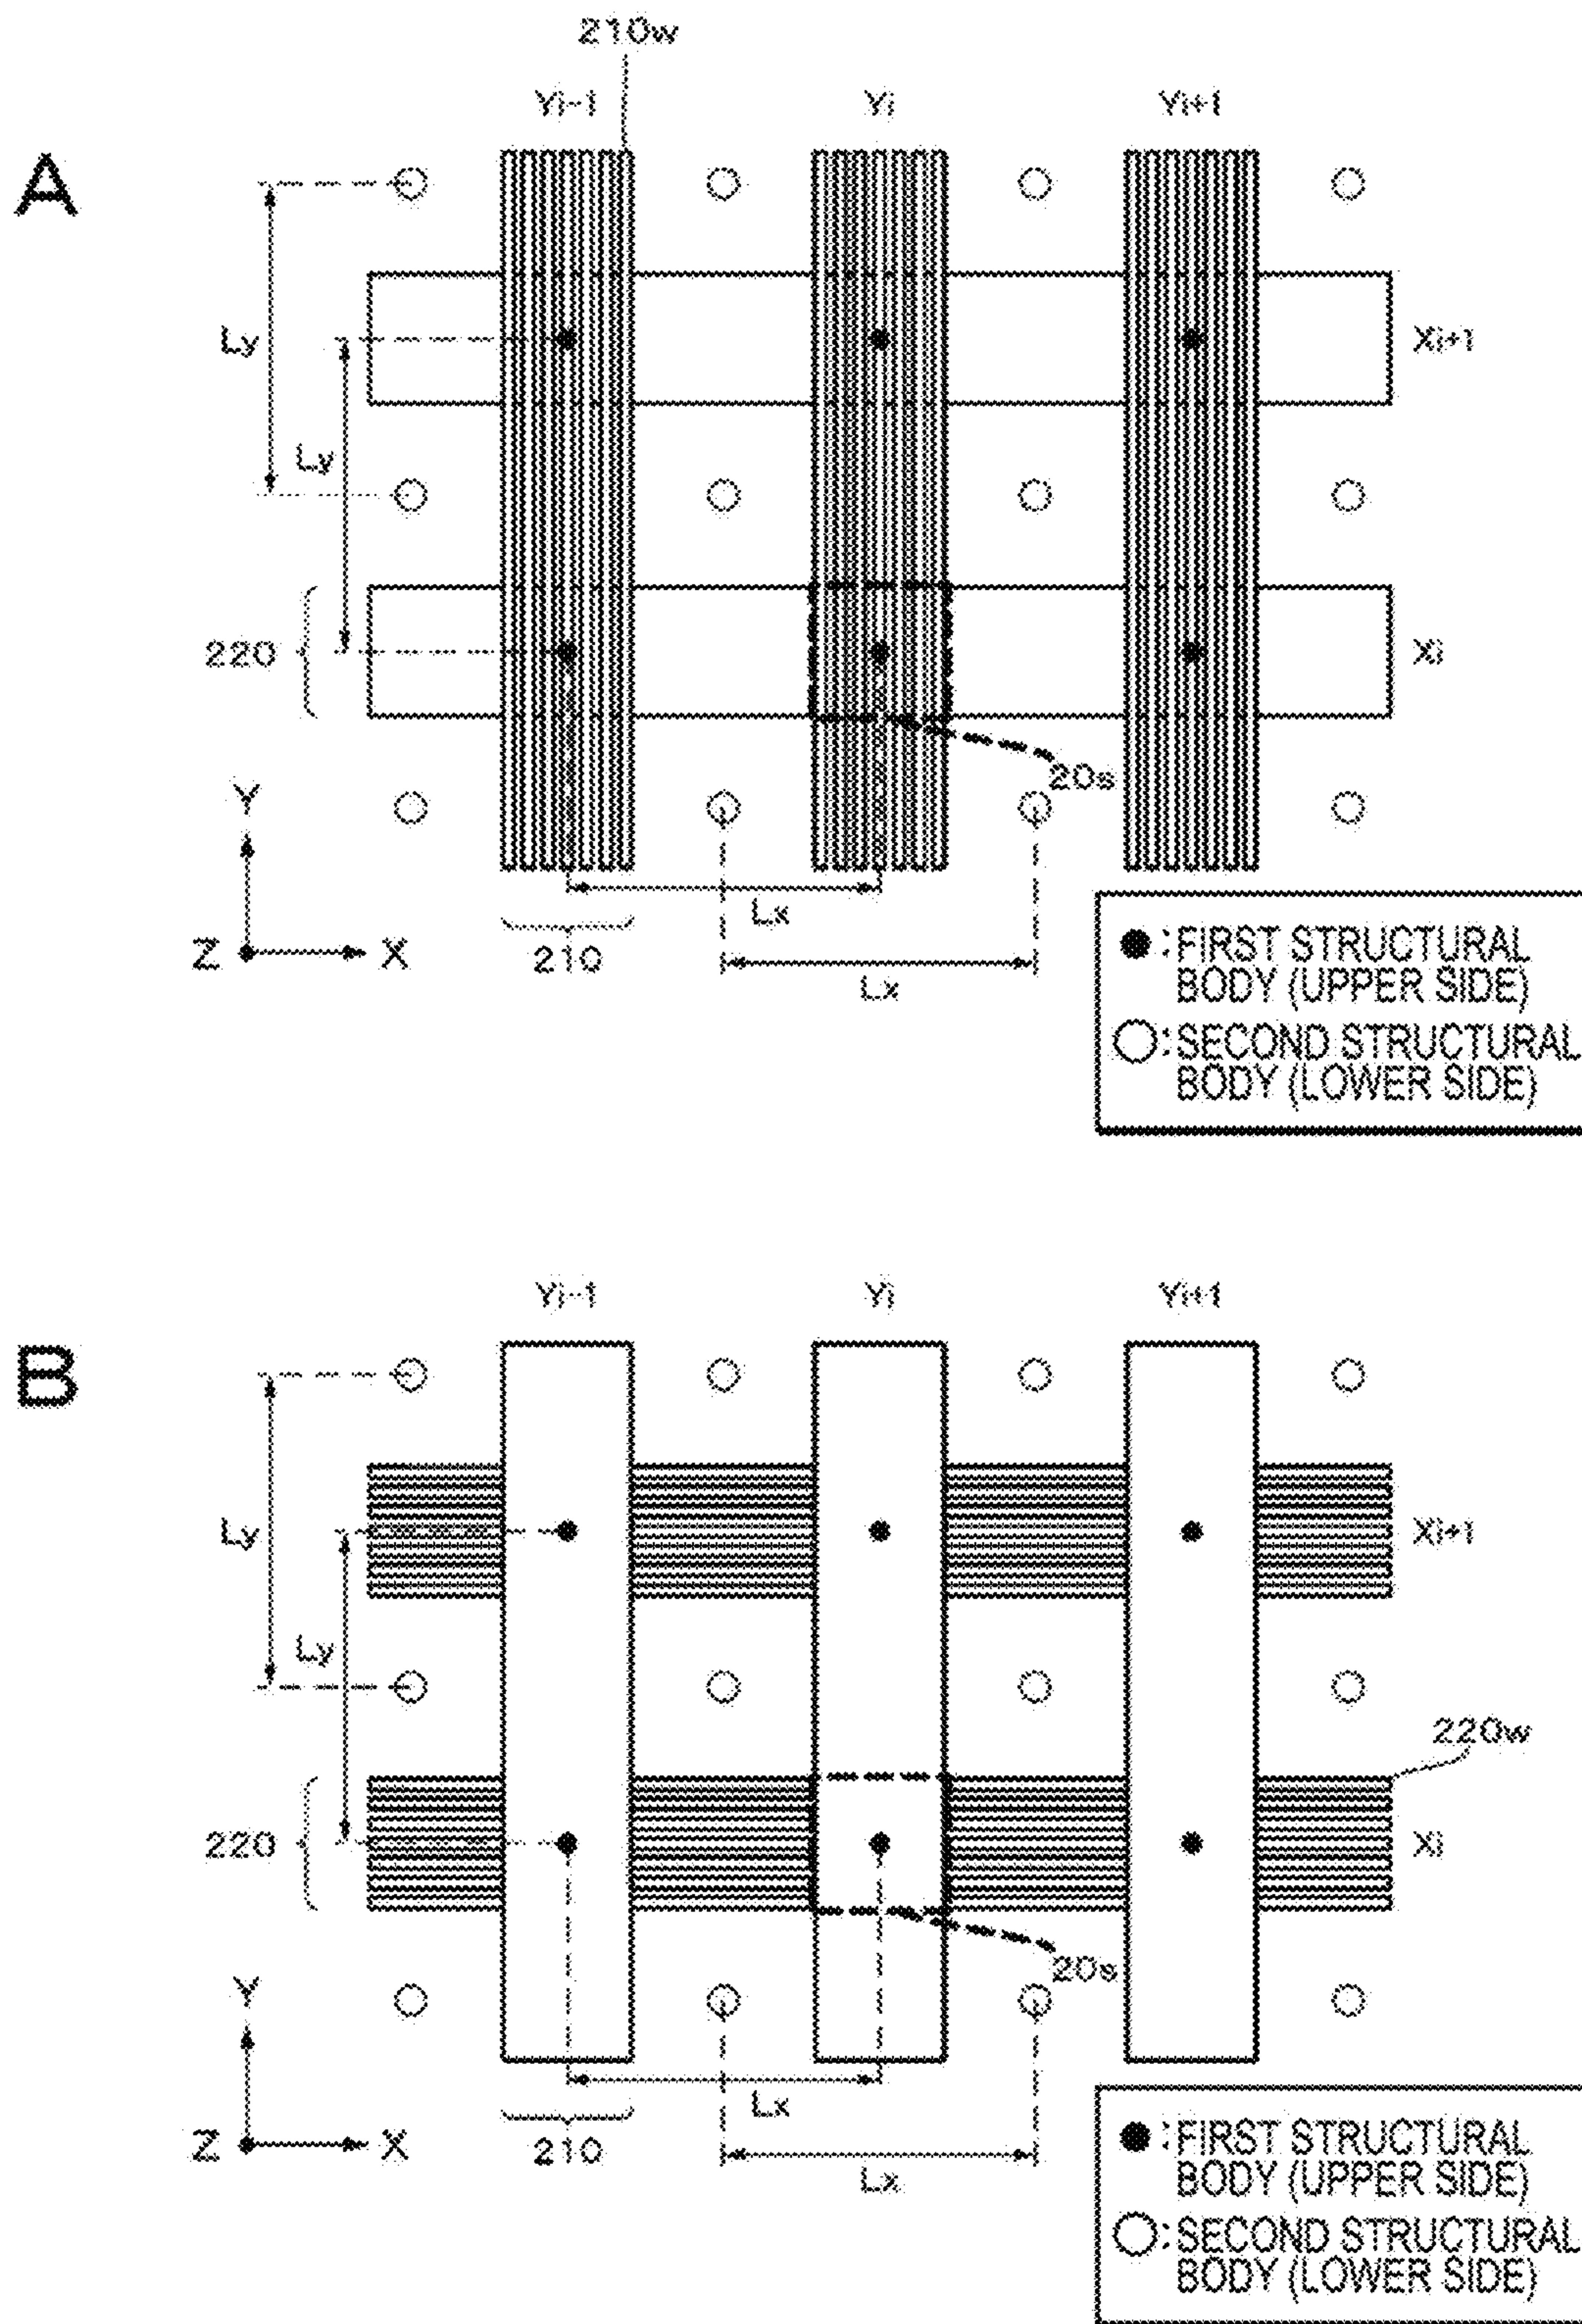 210w
Yi-1
Yi
Yi+1
A
Ly
Xi+1
Ly
220
Xi
20s
Y
Lx
Z
X
210
Lx
●:FIRST STRUCTURAL
BODY (UPPER SIDE)
○:SECOND STRUCTURAL
BODY (LOWER SIDE)
Yi-1
Yi
Yi+1
B
Ly
Xi+1
Ly
220w
220
Xi
20s
Y
Lx
Z
X
210
Lx
●:FIRST STRUCTURAL
BODY (UPPER SIDE)
○:SECOND STRUCTURAL
BODY (LOWER SIDE)